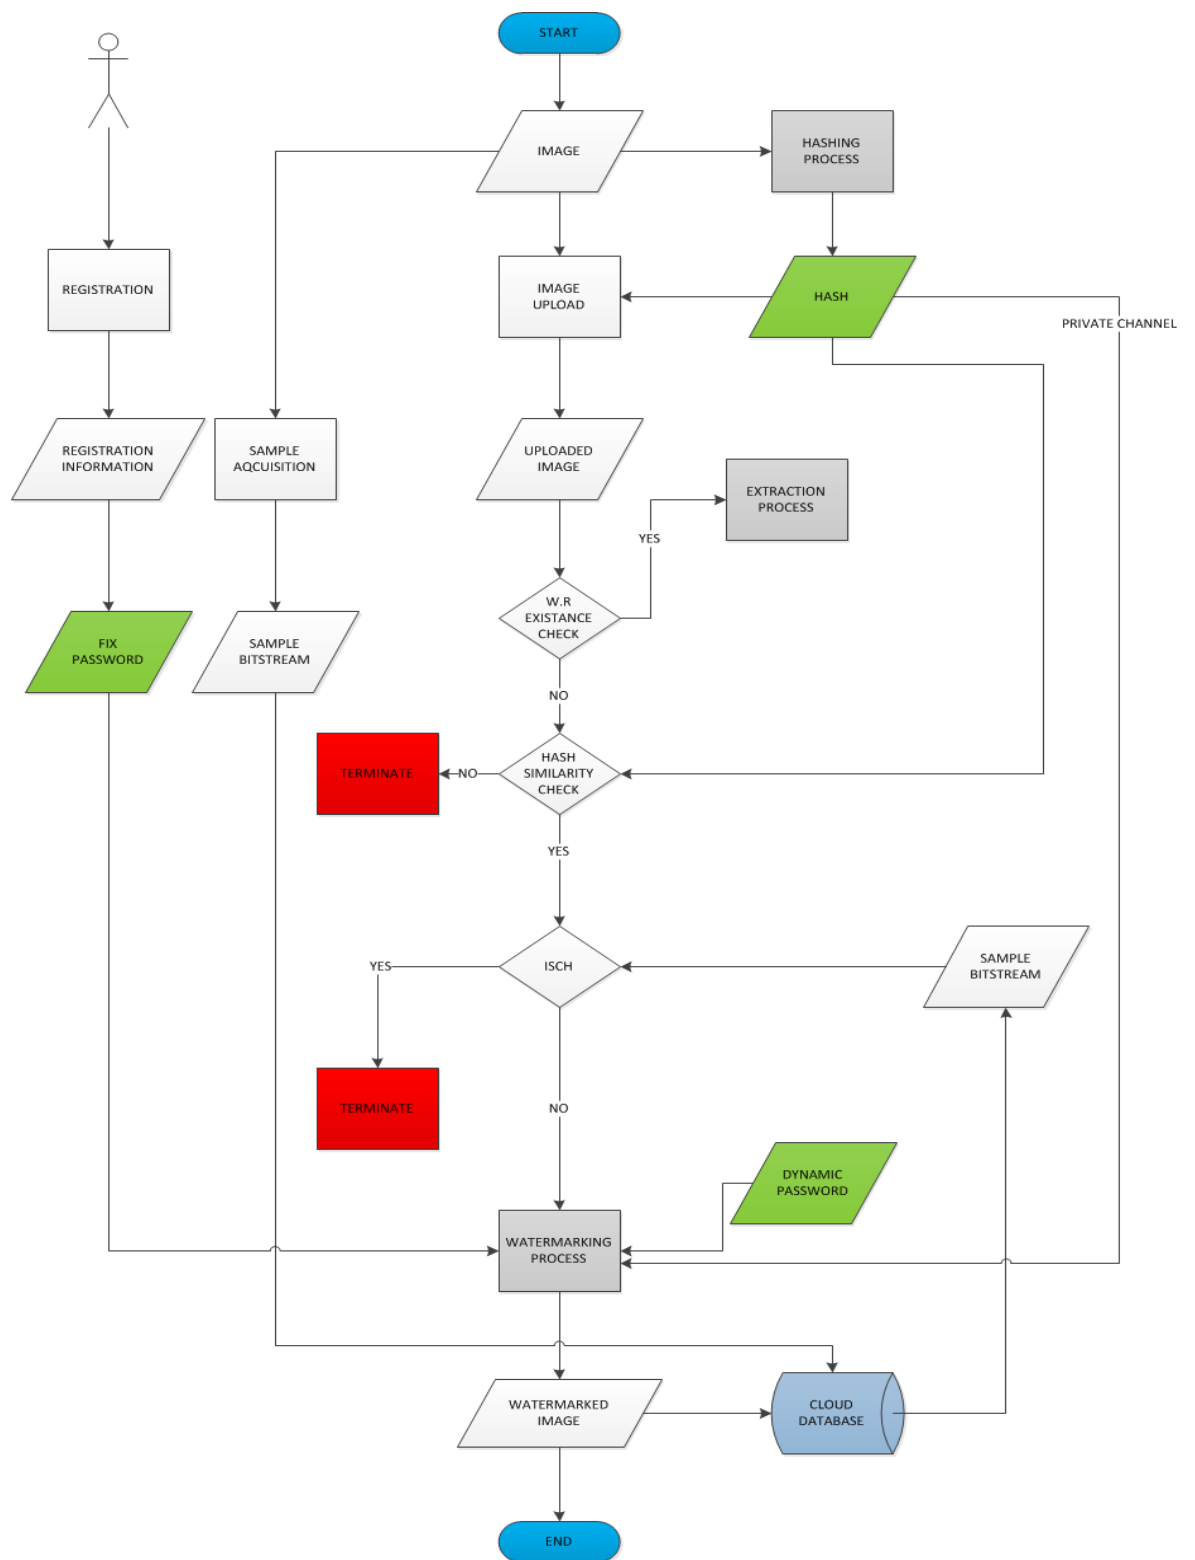 START
IMAGE
HASHING
PROCESS
REGISTRATION
IMAGE
UPLOAD
HASH
PRIVATE CHANNEL
REGISTRATION
INFORMATION
SAMPLE
AQCUISITION
UPLOADED
IMAGE
EXTRACTION
PROCESS
YES
W.R
EXISTANCE
CHECK
FIX
PASSWORD
SAMPLE
BITSTREAM
NO
TERMINATE
NO
HASH
SIMILARITY
CHECK
YES
YES
ISCH
SAMPLE
BITSTREAM
TERMINATE
NO
DYNAMIC
PASSWORD
WATERMARKING
PROCESS
WATERMARKED
IMAGE
CLOUD
DATABASE
END